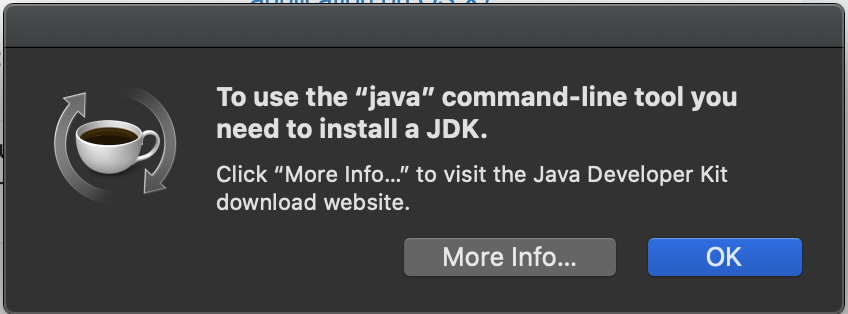 To use the “java” command-line tool you
need to install a JDK.
Click “More Info…” to visit the Java Developer Kit
download website.
More Info…
OK